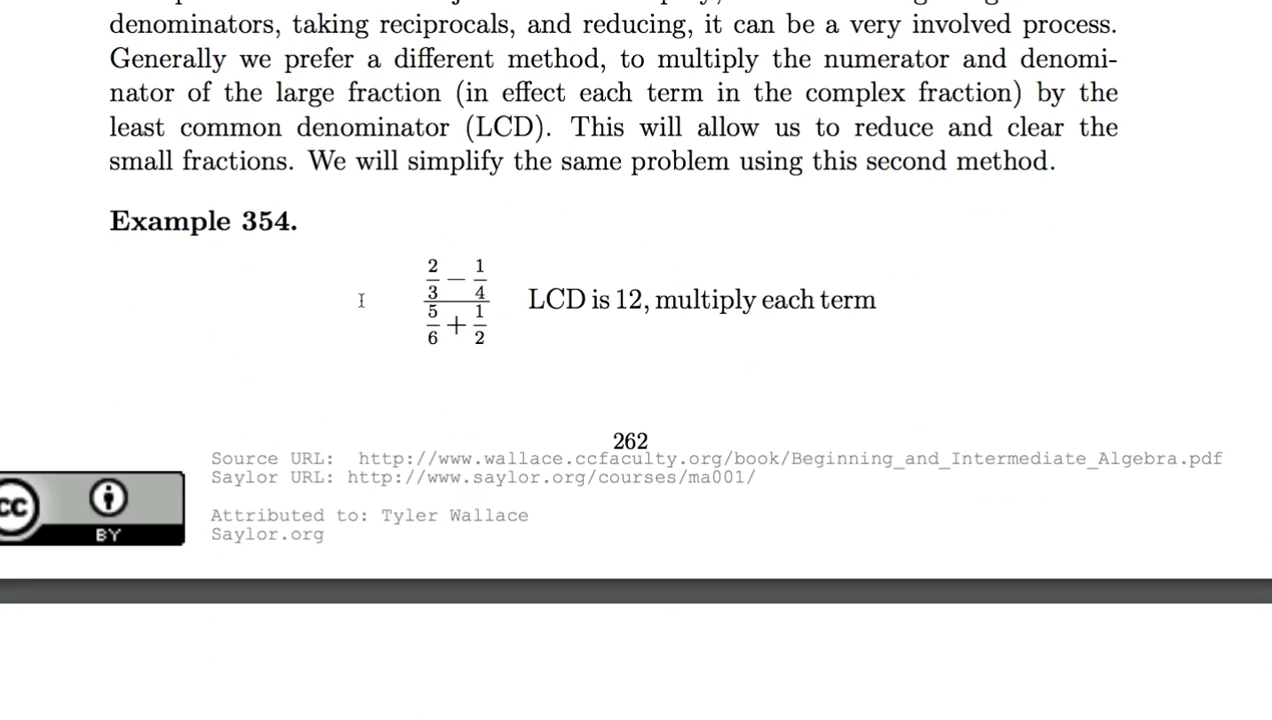 denominators, taking reciprocals, and reducing, it can be a very involved process.
Generally we prefer a different method, to multiply the numerator and denomi-
nator of the large fraction (in effect each term in the complex fraction) by the
least common denominator (LCD). This will allow us to reduce and clear the
small fractions. We will simplify the same problem using this second method.
Example 354.
2/3 − 1/4
5/6 + 1/2
LCD is 12, multiply each term
262
Source URL: http://www.wallace.ccfaculty.org/book/Beginning_and_Intermediate_Algebra.pdf
Saylor URL: http://www.saylor.org/courses/ma001/
Attributed to: Tyler Wallace
Saylor.org
cc
BY